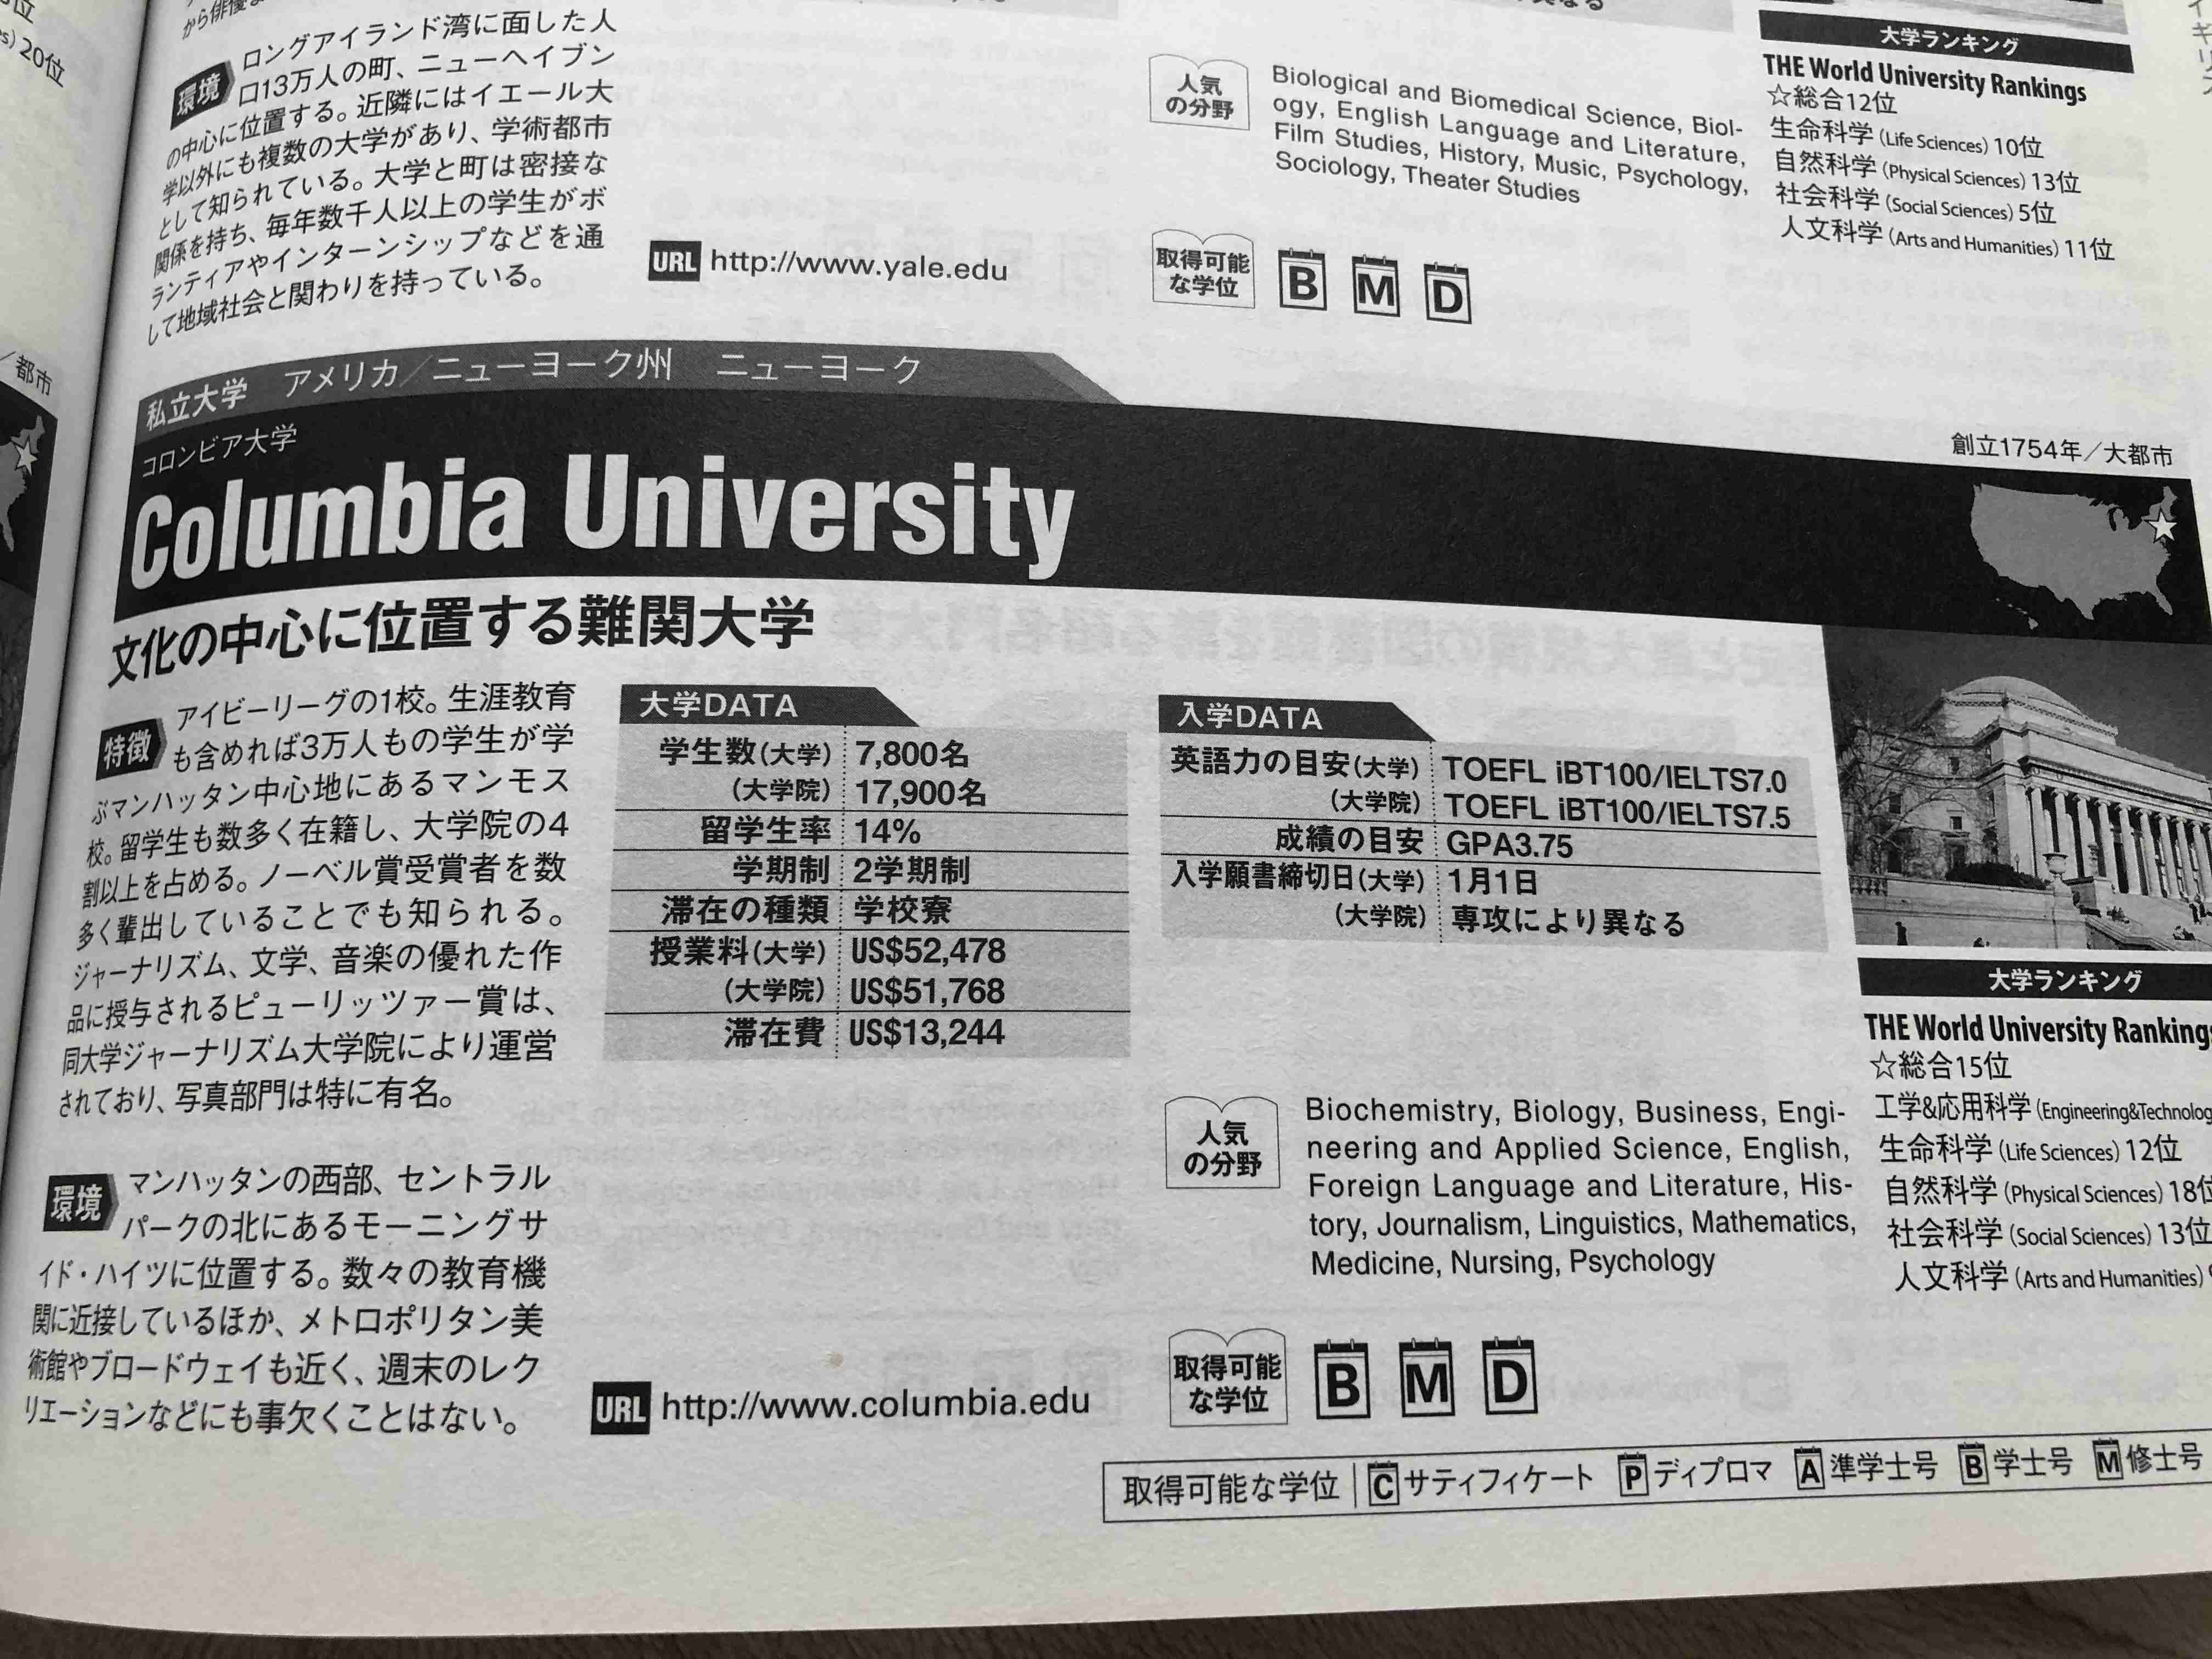 20位
都市
ロングアイランド湾に面した人
環境
口13万人の町、ニューヘイブン
の中心に位置する。近隣にはイエール大
学以外にも複数の大学があり、学術都市
として知られている。大学と町は密接な
関係を持ち、毎年数千人以上の学生がボ
ランティアやインターンシップなどを通
して地域社会と関わりを持っている。
URL http://www.yale.edu
人気
の分野
Biological and Biomedical Science, Biol-
ogy, English Language and Literature,
Film Studies, History, Music, Psychology,
Sociology, Theater Studies
取得可能
な学位
B M D
大学ランキング
THE World University Rankings
☆総合12位
生命科学 (Life Sciences) 10位
自然科学 (Physical Sciences) 13位
社会科学 (Social Sciences) 5位
人文科学 (Arts and Humanities) 11位
私立大学 アメリカ/ニューヨーク州 ニューヨーク
コロンビア大学
Columbia University
創立1754年/大都市
文化の中心に位置する難関大学
特徴
アイビーリーグの1校。生涯教育
も含めれば3万人もの学生が学
ぶマンハッタン中心地にあるマンモス
校。留学生も数多く在籍し、大学院の4
割以上を占める。ノーベル賞受賞者を数
多く輩出していることでも知られる。
ジャーナリズム、文学、音楽の優れた作
品に授与されるピューリッツァー賞は、
同大学ジャーナリズム大学院により運営
されており、写真部門は特に有名。
環境
マンハッタンの西部、セントラル
パークの北にあるモーニングサ
イド・ハイツに位置する。数々の教育機
関に近接しているほか、メトロポリタン美
術館やブロードウェイも近く、週末のレク
リエーションなどにも事欠くことはない。
大学DATA
学生数(大学) 7,800名
(大学院) 17,900名
留学生率 14%
学期制 2学期制
滞在の種類 学校寮
授業料(大学) US$52,478
(大学院) US$51,768
滞在費 US$13,244
URL http://www.columbia.edu
入学DATA
英語力の目安(大学) TOEFL iBT100/IELTS7.0
(大学院) TOEFL iBT100/IELTS7.5
成績の目安 GPA3.75
入学願書締切日(大学) 1月1日
(大学院) 専攻により異なる
人気
の分野
Biochemistry, Biology, Business, Engi-
neering and Applied Science, English,
Foreign Language and Literature, His-
tory, Journalism, Linguistics, Mathematics,
Medicine, Nursing, Psychology
取得可能
な学位
B M D
大学ランキング
THE World University Rankings
☆総合15位
工学&応用科学 (Engineering&Technolog
生命科学 (Life Sciences) 12位
自然科学 (Physical Sciences) 18位
社会科学 (Social Sciences) 13位
人文科学 (Arts and Humanities)
取得可能な学位 C サティフィケート P ディプロマ A 準学士号 B 学士号 M 修士号